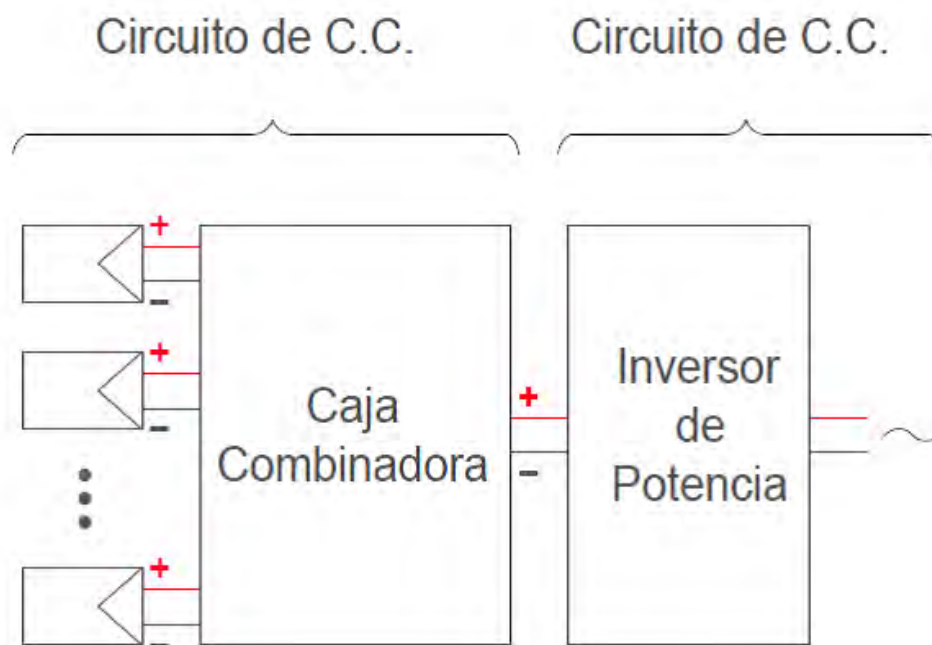 Circuito de C.C.
Circuito de C.C.
+
-
+
-
+
-
Caja
Combinadora
+
-
Inversor
de
Potencia